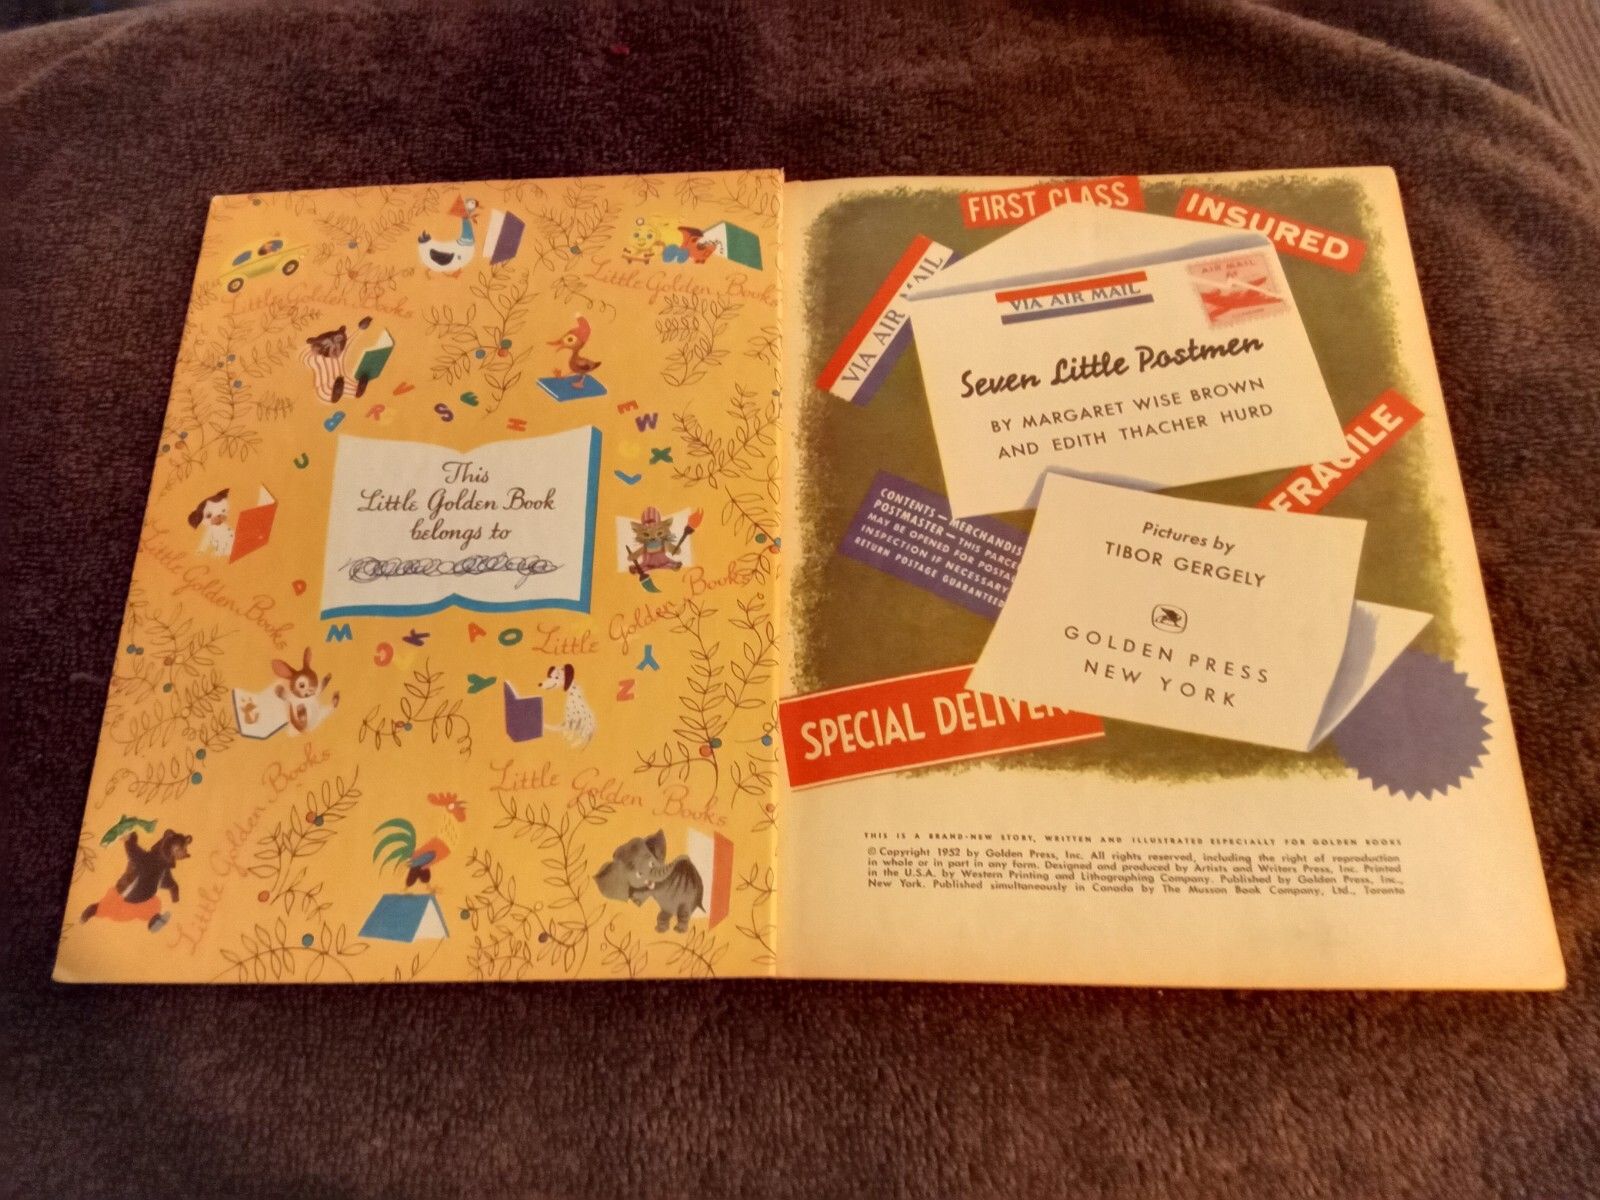 Little Golden Books
Little Golden Books
This
Little Golden Book
belongs to
Little Golden Books
Little Golden Books
Little Golden Books
Little Golden Books
FIRST CLASS
INSURED
VIA AIR MAIL
VIA AIR MAIL
AIR MAIL
Seven Little Postmen
BY MARGARET WISE BROWN
AND EDITH THACHER HURD
FRAGILE
CONTENTS—MERCHANDIS
POSTMASTER—THIS PARCE
MAY BE OPENED FOR POSTA
INSPECTION IF NECESSARY
RETURN POSTAGE GUARANTEED
Pictures by
TIBOR GERGELY
GOLDEN PRESS
NEW YORK
SPECIAL DELIVER
THIS IS A BRAND-NEW STORY, WRITTEN AND ILLUSTRATED ESPECIALLY FOR GOLDEN BOOKS
© Copyright 1952 by Golden Press, Inc. All rights reserved, including the right of reproduction
in whole or in part in any form. Designed and produced by Artists and Writers Press, Inc. Printed
in the U.S.A. by Western Printing and Lithographing Company. Published by Golden Press, Inc.,
New York. Published simultaneously in Canada by The Musson Book Company, Ltd., Toronto